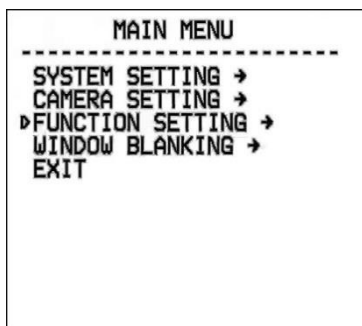 MAIN MENU
SYSTEM SETTING →
CAMERA SETTING →
FUNCTION SETTING →
WINDOW BLANKING →
EXIT